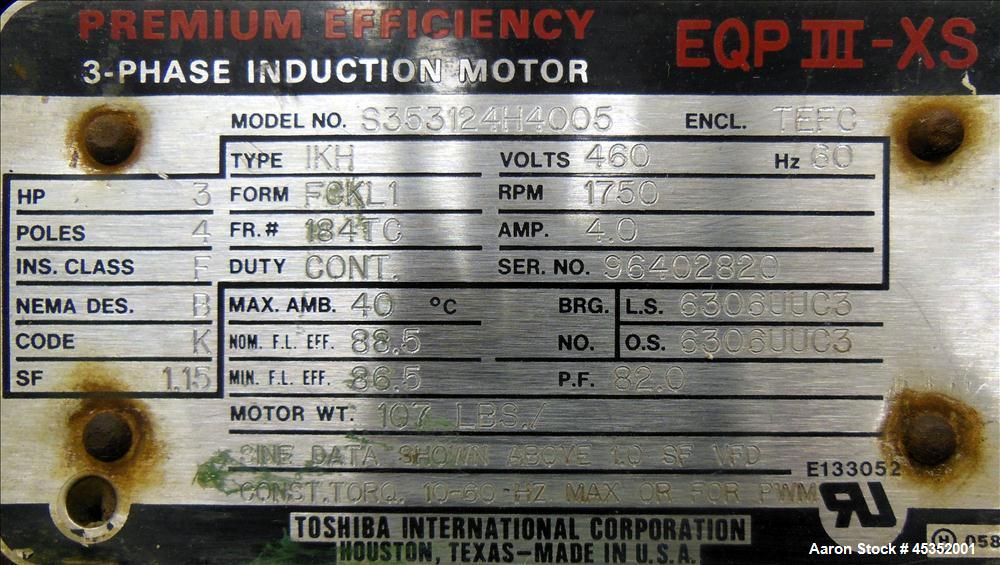 PREMIUM EFFICIENCY
3-PHASE INDUCTION MOTOR
EQP III-XS
MODEL NO. S353124H4005 ENCL. TEFC
TYPE IKH VOLTS 460 Hz 60
HP 3 FORM FCKL1 RPM 1750
POLES 4 FR.# 184TC AMP. 4.0
INS. CLASS F DUTY CONT. SER. NO. 96402820
NEMA DES. B MAX. AMB. 40 °C BRG. L.S. 6306UUC3
CODE K NOM. F.L. EFF. 88.5 NO. O.S. 6306UUC3
SF 1.15 MIN. F.L. EFF. 86.5 P.F. 82.0
MOTOR WT. 107 LBS./
SINE DATA SHOWN ABOVE 1.0 SF VFD
E133052
CONST.TORQ. 10-60 HZ MAX OR FOR PWM
TOSHIBA INTERNATIONAL CORPORATION
HOUSTON, TEXAS-MADE IN U.S.A.
H 058
Aaron Stock # 45352001